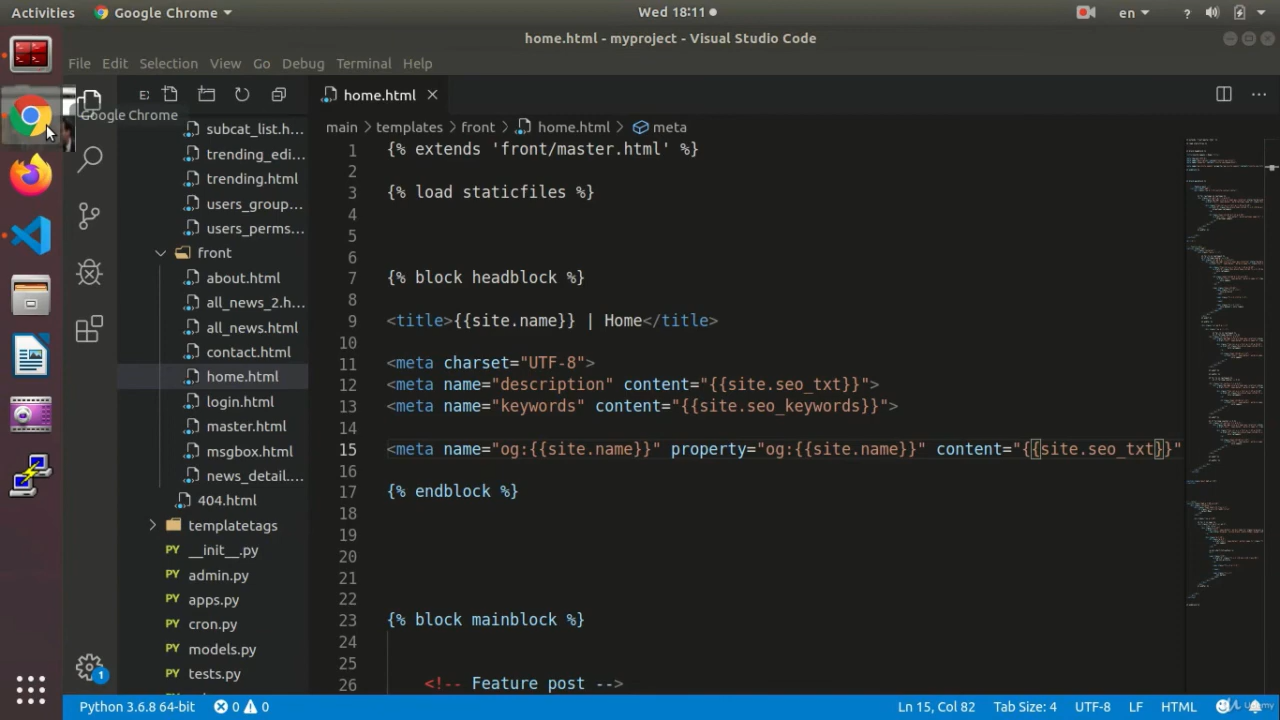 Activities
Google Chrome
Wed 18:11
en
?
home.html - myproject - Visual Studio Code
File Edit Selection View Go Debug Terminal Help
home.html
Google Chrome
main > templates > front > home.html > meta
subcat_list.h...
trending_edi...
trending.html
users_group...
users_perms...
front
about.html
all_news_2.h...
all_news.html
contact.html
home.html
login.html
master.html
msgbox.html
news_detail....
404.html
templatetags
PY __init__.py
PY admin.py
PY apps.py
PY cron.py
PY models.py
PY tests.py
1 {% extends 'front/master.html' %}
2
3 {% load staticfiles %}
4
5
6
7 {% block headblock %}
8
9 <title>{{site.name}} | Home</title>
10
11 <meta charset="UTF-8">
12 <meta name="description" content="{{site.seo_txt}}">
13 <meta name="keywords" content="{{site.seo_keywords}}">
14
15 <meta name="og:{{site.name}}" property="og:{{site.name}}" content="{{site.seo_txt}}"
16
17 {% endblock %}
18
19
20
21
22
23 {% block mainblock %}
24
25
26 <!-- Feature post -->
1
Python 3.6.8 64-bit
0
0
Ln 15, Col 82
Tab Size: 4
UTF-8
LF
HTML
Udemy